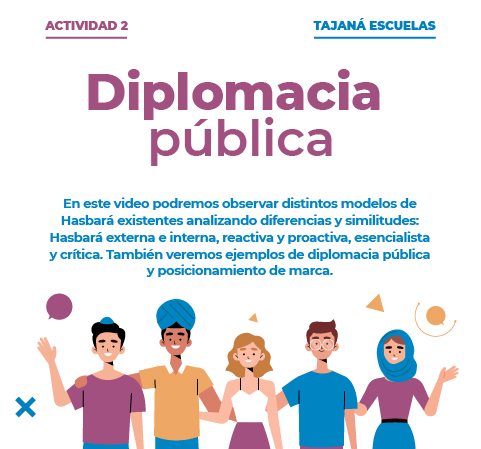 ACTIVIDAD 2
TAJANÁ ESCUELAS
Diplomacia
pública
En este video podremos observar distintos modelos de
Hasbará existentes analizando diferencias y similitudes:
Hasbará externa e interna, reactiva y proactiva, esencialista
y crítica. También veremos ejemplos de diplomacia pública
y posicionamiento de marca.